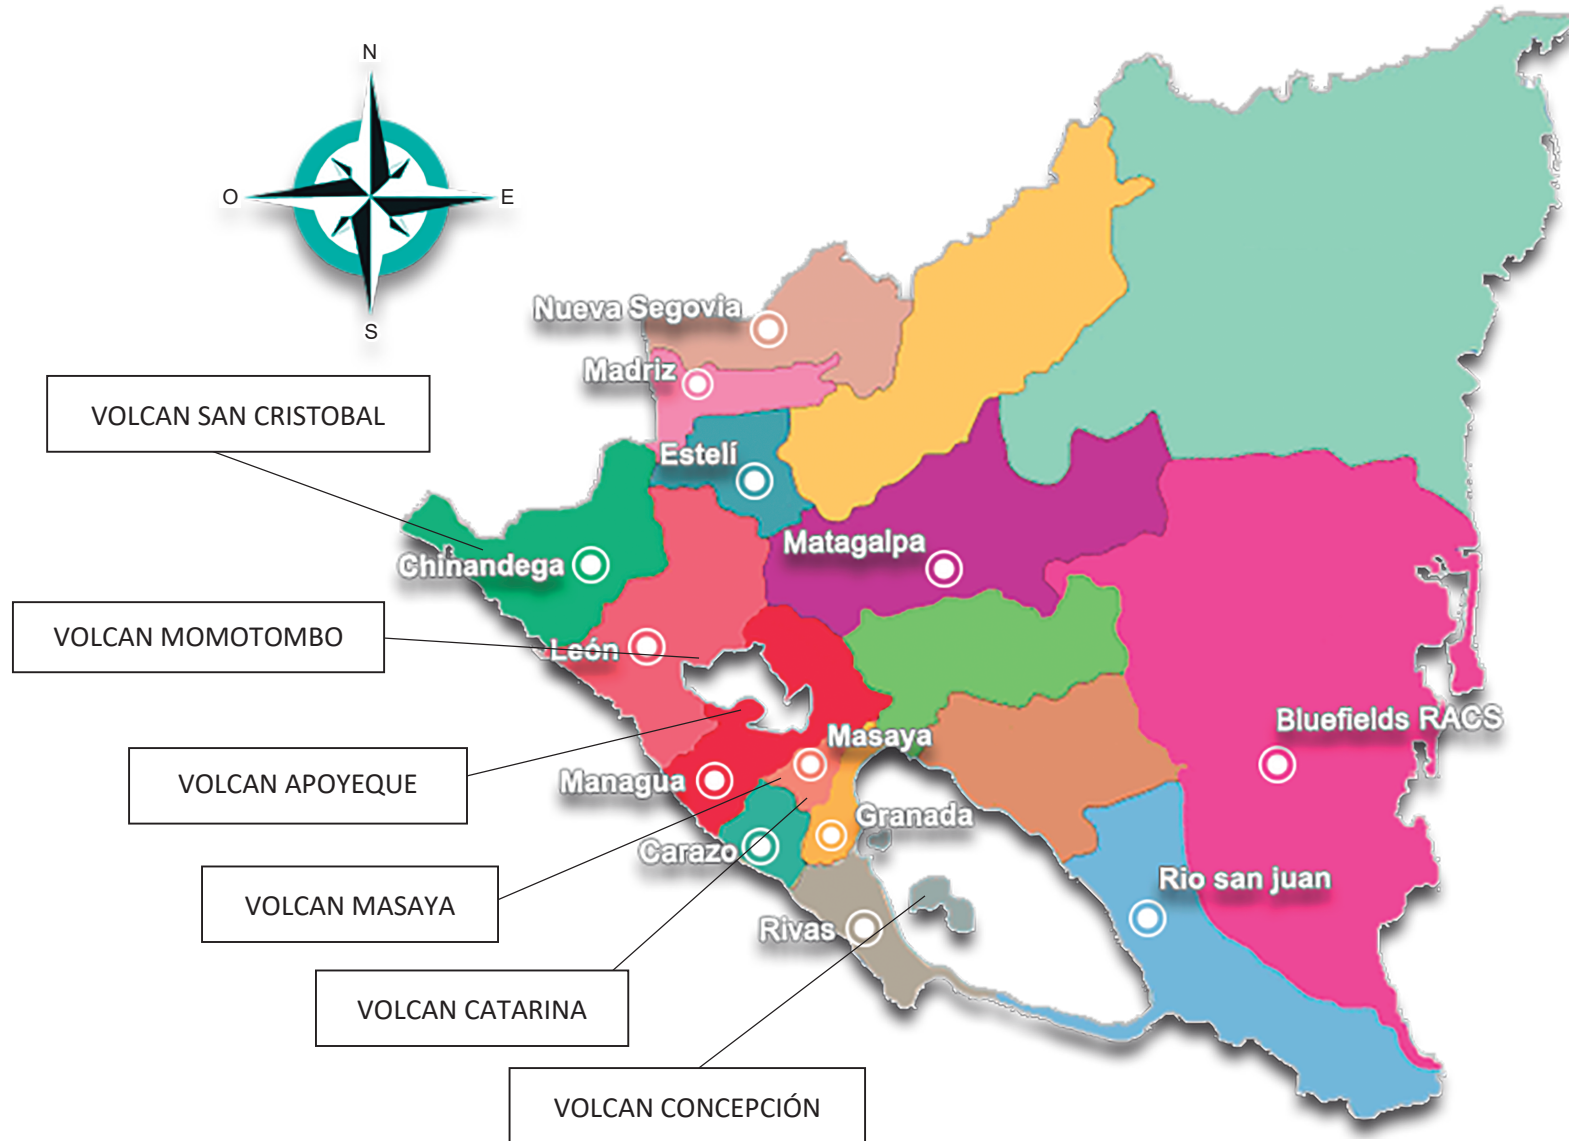 N
O
E
S
Nueva Segovia
Madriz
VOLCAN SAN CRISTOBAL
Estelí
Matagalpa
Chinandega
VOLCAN MOMOTOMBO
León
Bluefields RACS
Masaya
VOLCAN APOYEQUE
Managua
Granada
Carazo
Rio san juan
VOLCAN MASAYA
Rivas
VOLCAN CATARINA
VOLCAN CONCEPCIÓN